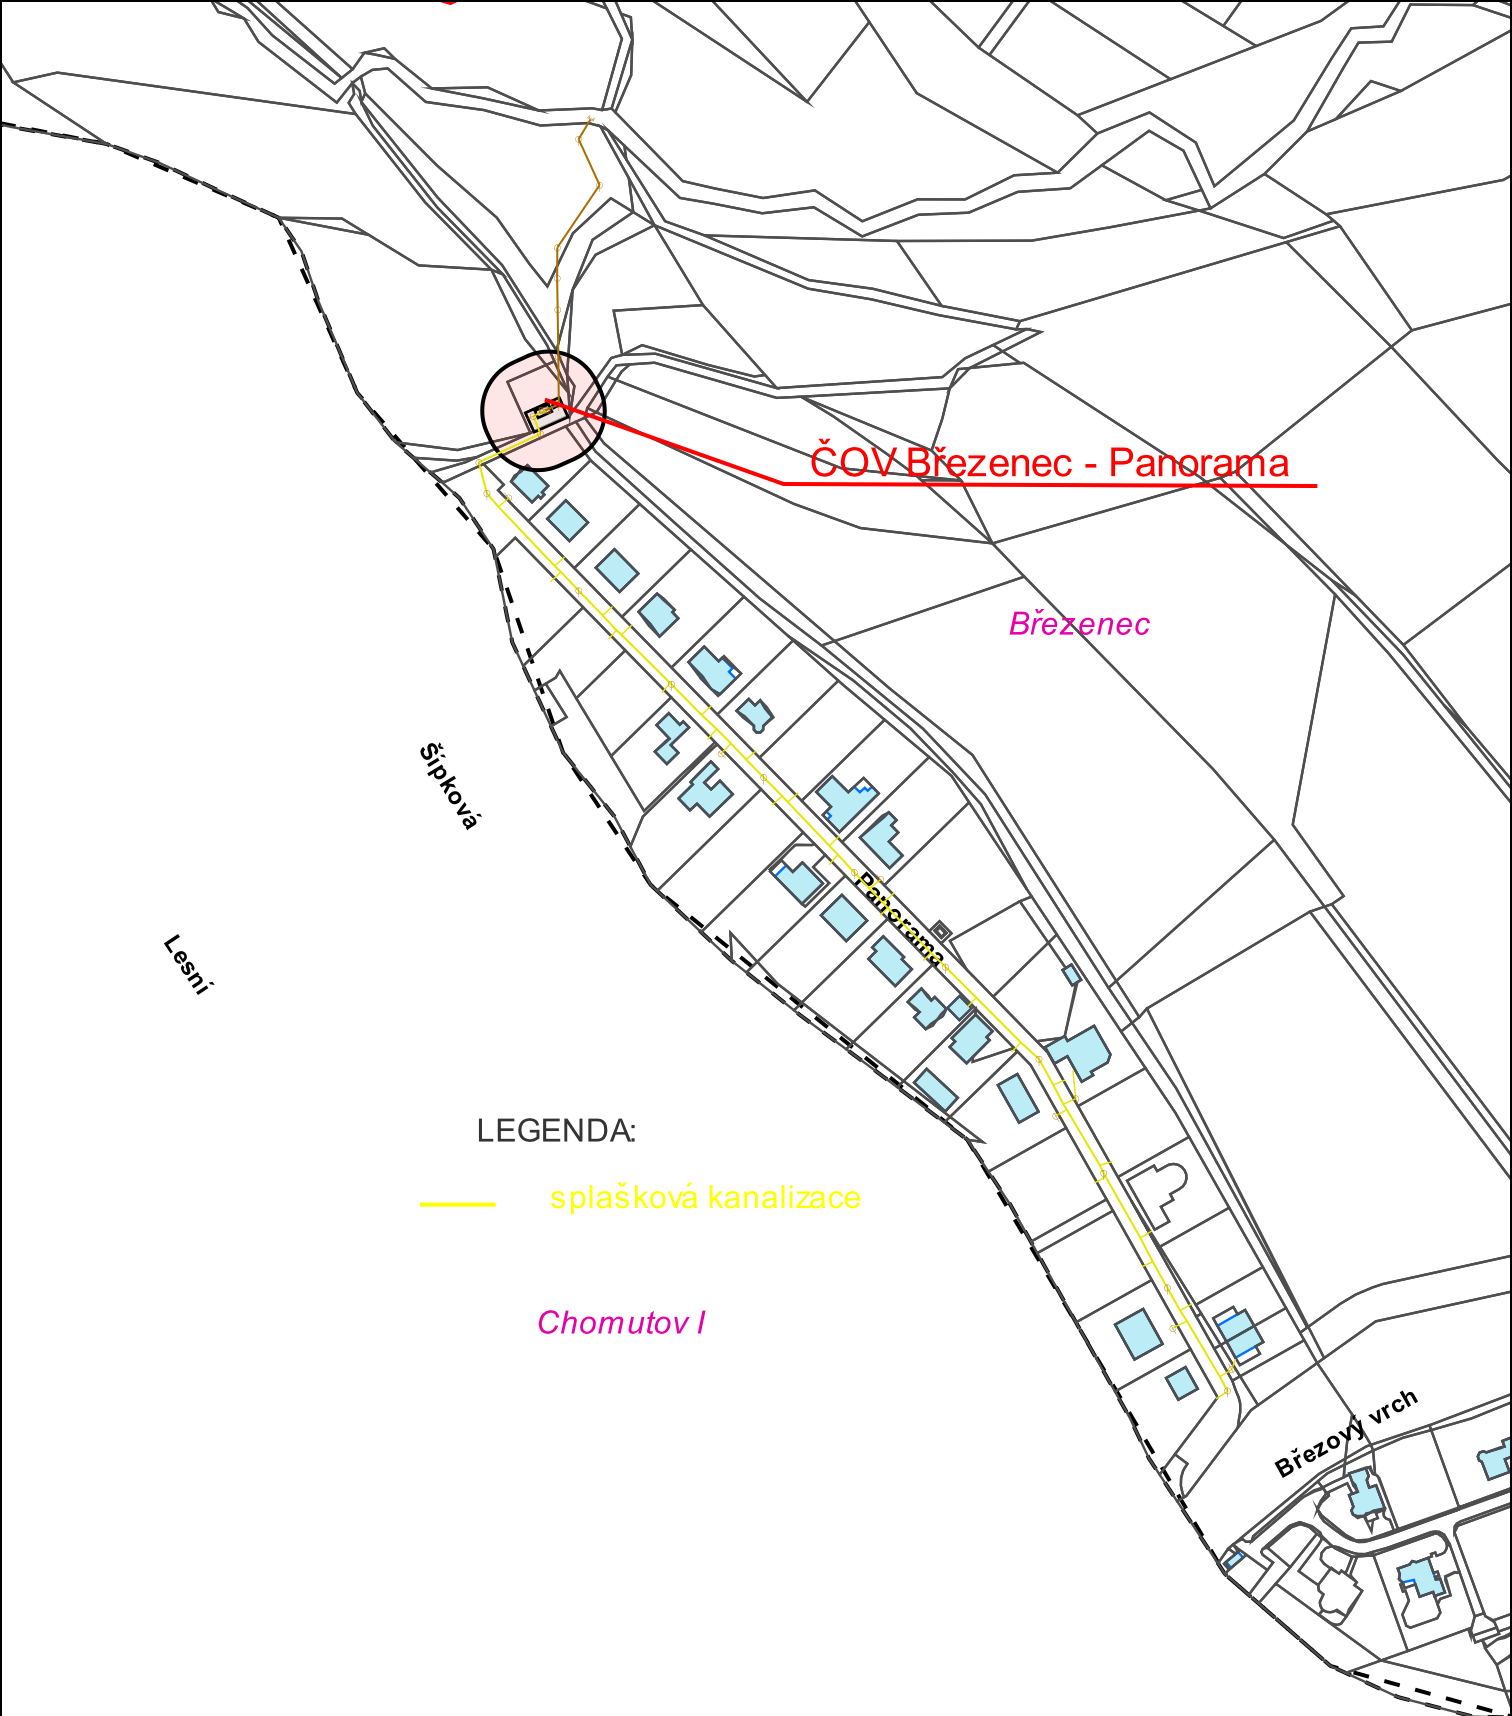 ČOV Březenec - Panorama
Březenec
Šípková
Panorama
Lesní
LEGENDA:
splašková kanalizace
Chomutov I
Březový vrch